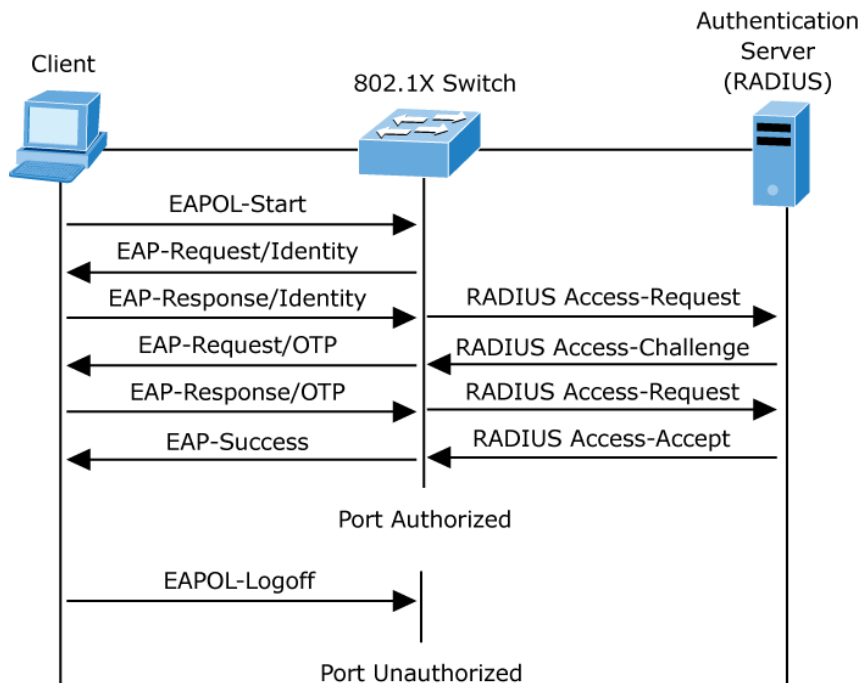 Authentication
Server
(RADIUS)
Client
802.1X Switch
EAPOL-Start
EAP-Request/Identity
EAP-Response/Identity
RADIUS Access-Request
EAP-Request/OTP
RADIUS Access-Challenge
EAP-Response/OTP
RADIUS Access-Request
EAP-Success
RADIUS Access-Accept
Port Authorized
EAPOL-Logoff
Port Unauthorized